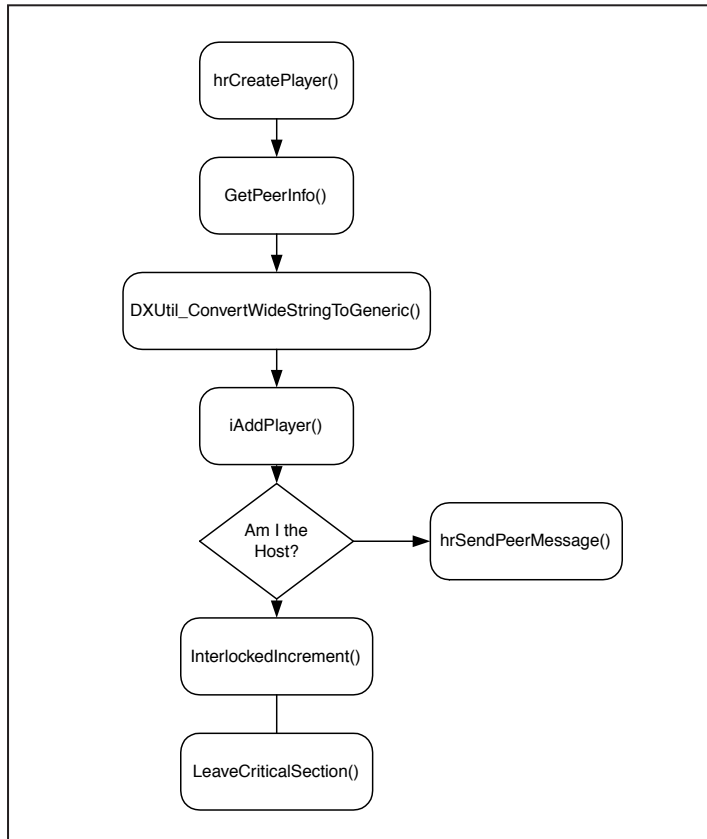 hrCreatePlayer()
GetPeerInfo()
DXUtil_ConvertWideStringToGeneric()
iAddPlayer()
Am I the
Host?
hrSendPeerMessage()
InterlockedIncrement()
LeaveCriticalSection()